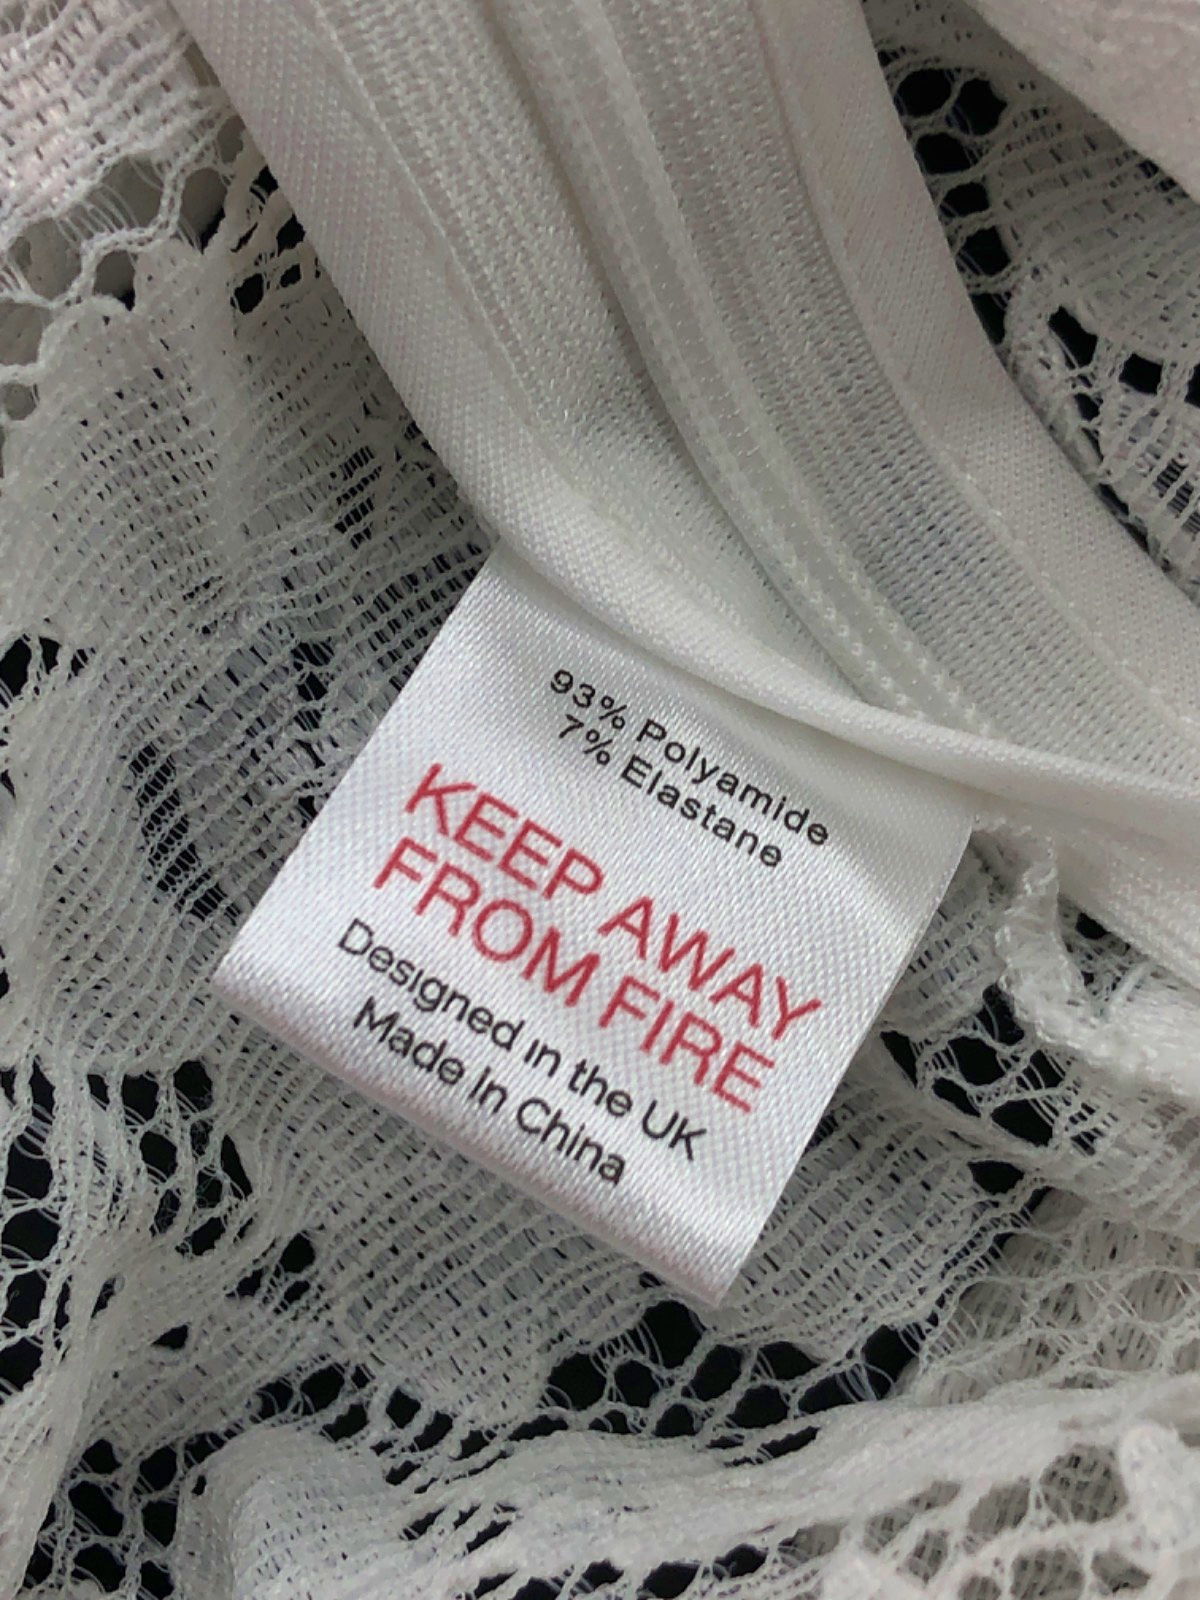 93% Polyamide
7% Elastane
KEEP AWAY
FROM FIRE
Designed in the UK
Made in China